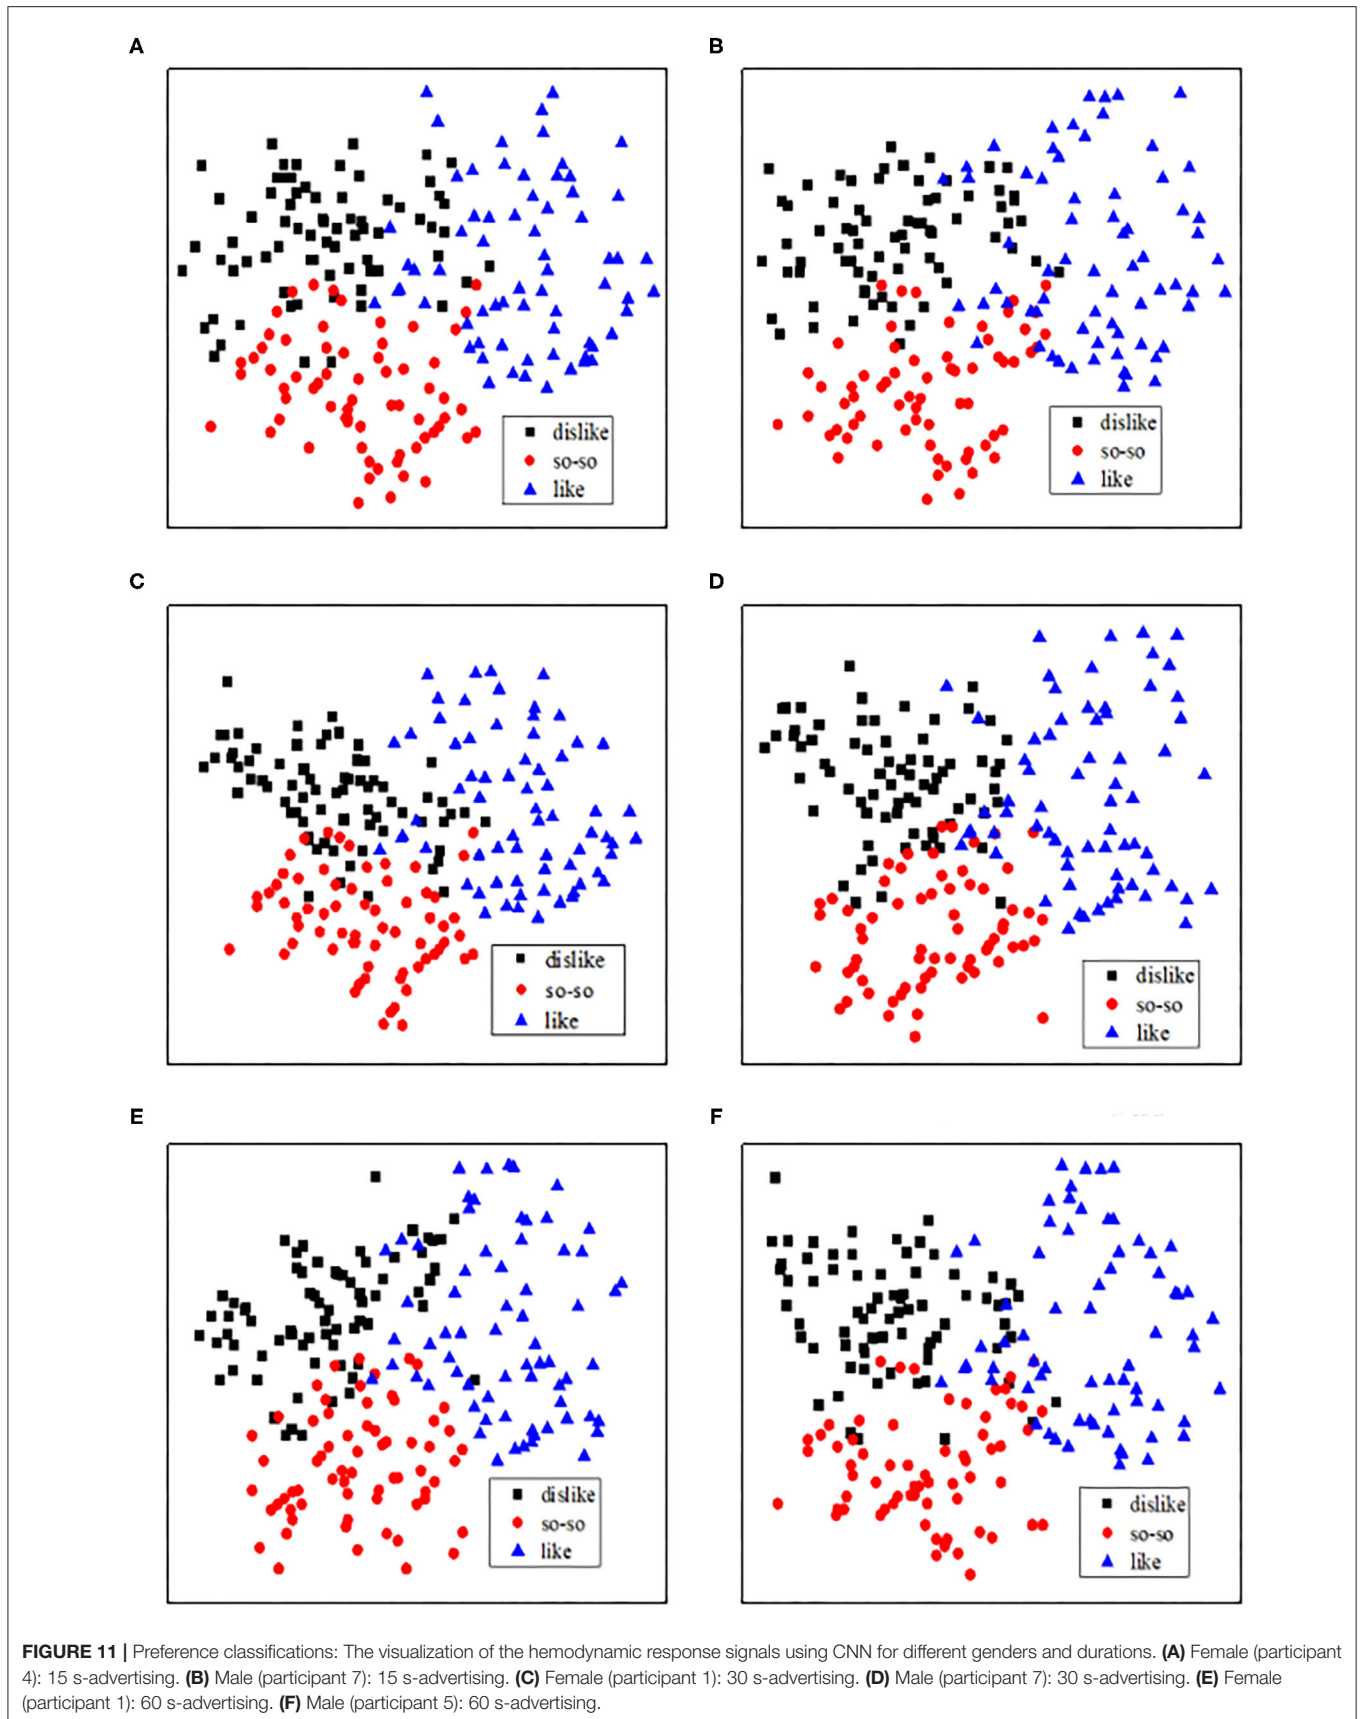 A
B
dislike
so-so
like
dislike
so-so
like
C
D
dislike
so-so
like
dislike
so-so
like
E
F
dislike
so-so
like
dislike
so-so
like
FIGURE 11 | Preference classifications: The visualization of the hemodynamic response signals using CNN for different genders and durations. (A) Female (participant
4): 15 s-advertising. (B) Male (participant 7): 15 s-advertising. (C) Female (participant 1): 30 s-advertising. (D) Male (participant 7): 30 s-advertising. (E) Female
(participant 1): 60 s-advertising. (F) Male (participant 5): 60 s-advertising.